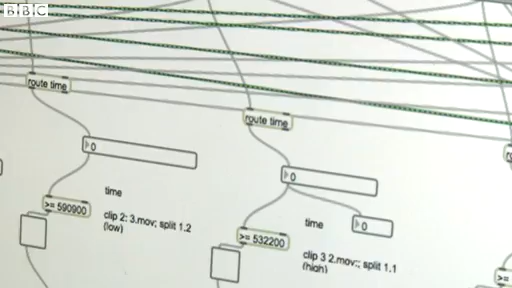 BBC
route time
route time
0
0
>= 590900
time
0
clip 2: 3.mov; split 1.2
(low)
>= 532200
time
clip 3 2.mov:; split 1.1
(high)
>=